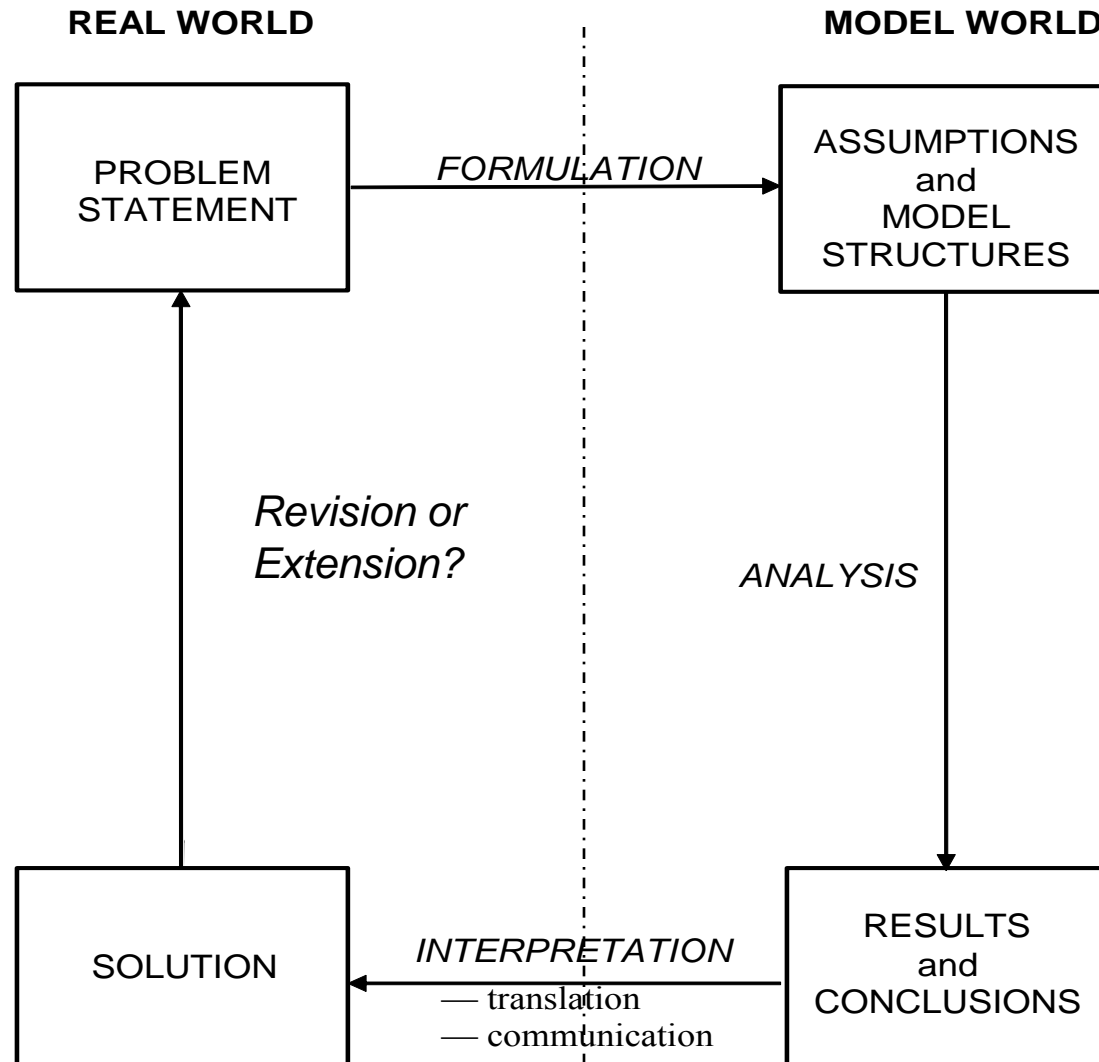 REAL WORLD
MODEL WORLD
PROBLEM
STATEMENT
FORMULATION
ASSUMPTIONS
and
MODEL
STRUCTURES
Revision or
Extension?
ANALYSIS
SOLUTION
INTERPRETATION
— translation
— communication
RESULTS
and
CONCLUSIONS